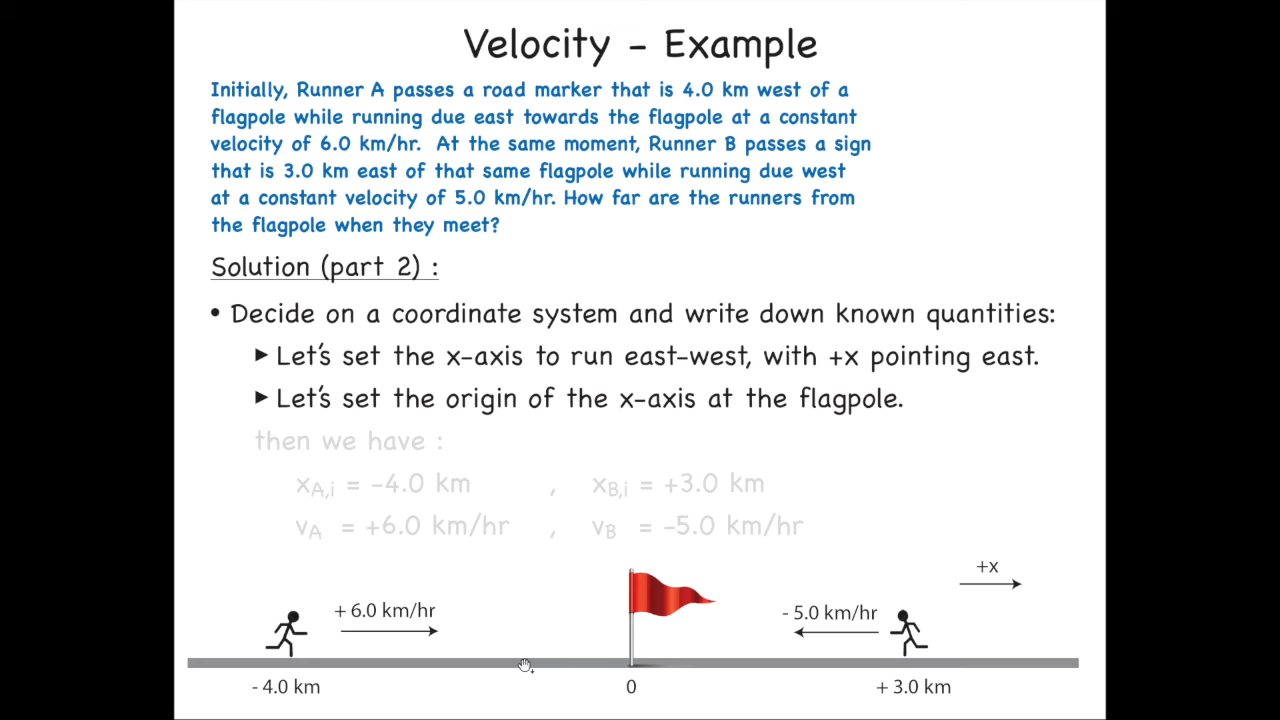 Velocity - Example
Initially, Runner A passes a road marker that is 4.0 km west of a
flagpole while running due east towards the flagpole at a constant
velocity of 6.0 km/hr. At the same moment, Runner B passes a sign
that is 3.0 km east of that same flagpole while running due west
at a constant velocity of 5.0 km/hr. How far are the runners from
the flagpole when they meet?
Solution (part 2) :
• Decide on a coordinate system and write down known quantities:
▸ Let's set the x-axis to run east-west, with +x pointing east.
▸ Let's set the origin of the x-axis at the flagpole.
then we have :
xA,i = -4.0 km , xB,i = +3.0 km
vA = +6.0 km/hr , vB = -5.0 km/hr
+x
+ 6.0 km/hr - 5.0 km/hr
- 4.0 km 0 + 3.0 km